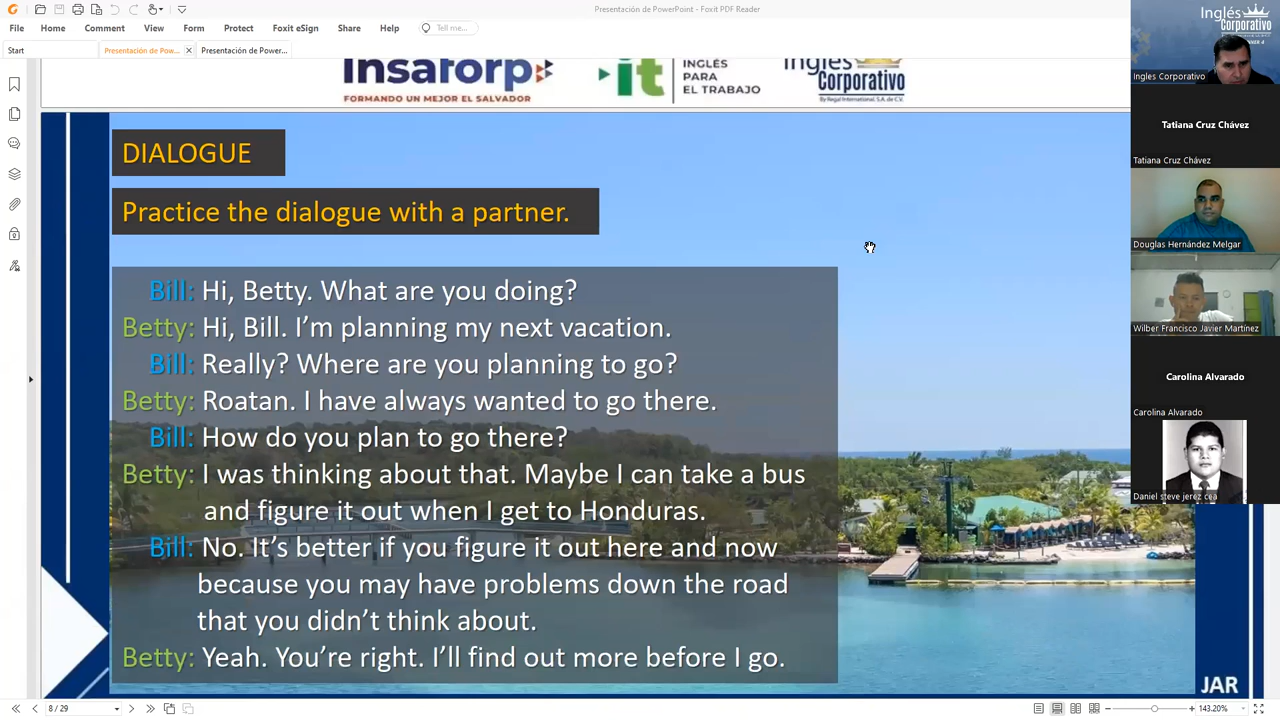 Presentación de PowerPoint - Foxit PDF Reader
File Home Comment View Form Protect Foxit eSign Share Help Tell me...
Start Presentación de Pow... Presentación de Power...
Insaforp
FORMANDO UN MEJOR EL SALVADOR
it
INGLÉS
PARA
EL TRABAJO
Inglés
Corporativo
By Regal International, S.A. de C.V.
DIALOGUE
Practice the dialogue with a partner.
Bill: Hi, Betty. What are you doing?
Betty: Hi, Bill. I'm planning my next vacation.
Bill: Really? Where are you planning to go?
Betty: Roatan. I have always wanted to go there.
Bill: How do you plan to go there?
Betty: I was thinking about that. Maybe I can take a bus
and figure it out when I get to Honduras.
Bill: No. It's better if you figure it out here and now
because you may have problems down the road
that you didn't think about.
Betty: Yeah. You're right. I'll find out more before I go.
JAR
Inglés
Corporativo
Ingles Corporativo
Tatiana Cruz Chávez
Tatiana Cruz Chávez
Douglas Hernández Melgar
Wilber Francisco Javier Martínez
Carolina Alvarado
Carolina Alvarado
Daniel steve jerez cea
8 / 29
143.20%